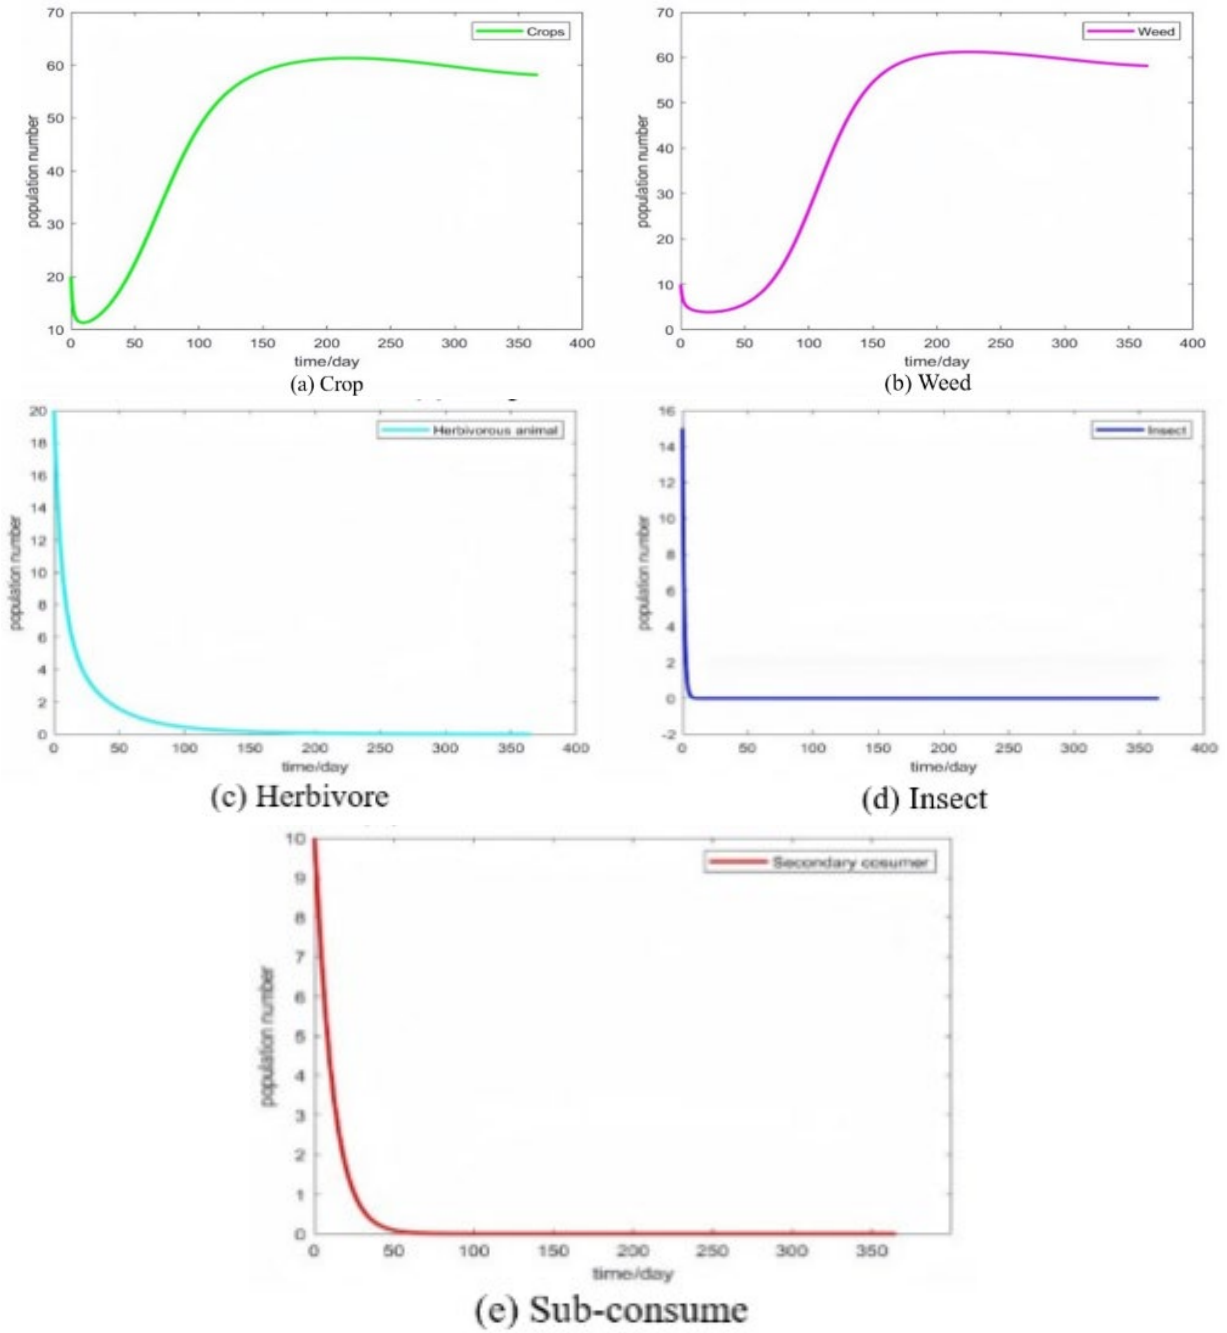 70
60
50
40
30
20
10
population number
Crops
0 50 100 150 200 250 300 350 400
time/day
(a) Crop
70
60
50
40
30
20
10
0
population number
Weed
0 50 100 150 200 250 300 350 400
time/day
(b) Weed
20
18
16
14
12
10
8
6
4
2
0
population number
Herbivorous animal
0 50 100 150 200 250 300 350 400
time/day
(c) Herbivore
16
14
12
10
8
6
4
2
0
-2
population number
Insect
0 50 100 150 200 250 300 350 400
time/day
(d) Insect
10
9
8
7
6
5
4
3
2
1
0
population number
Secondary cosumer
0 50 100 150 200 250 300 350
time/day
(e) Sub-consume